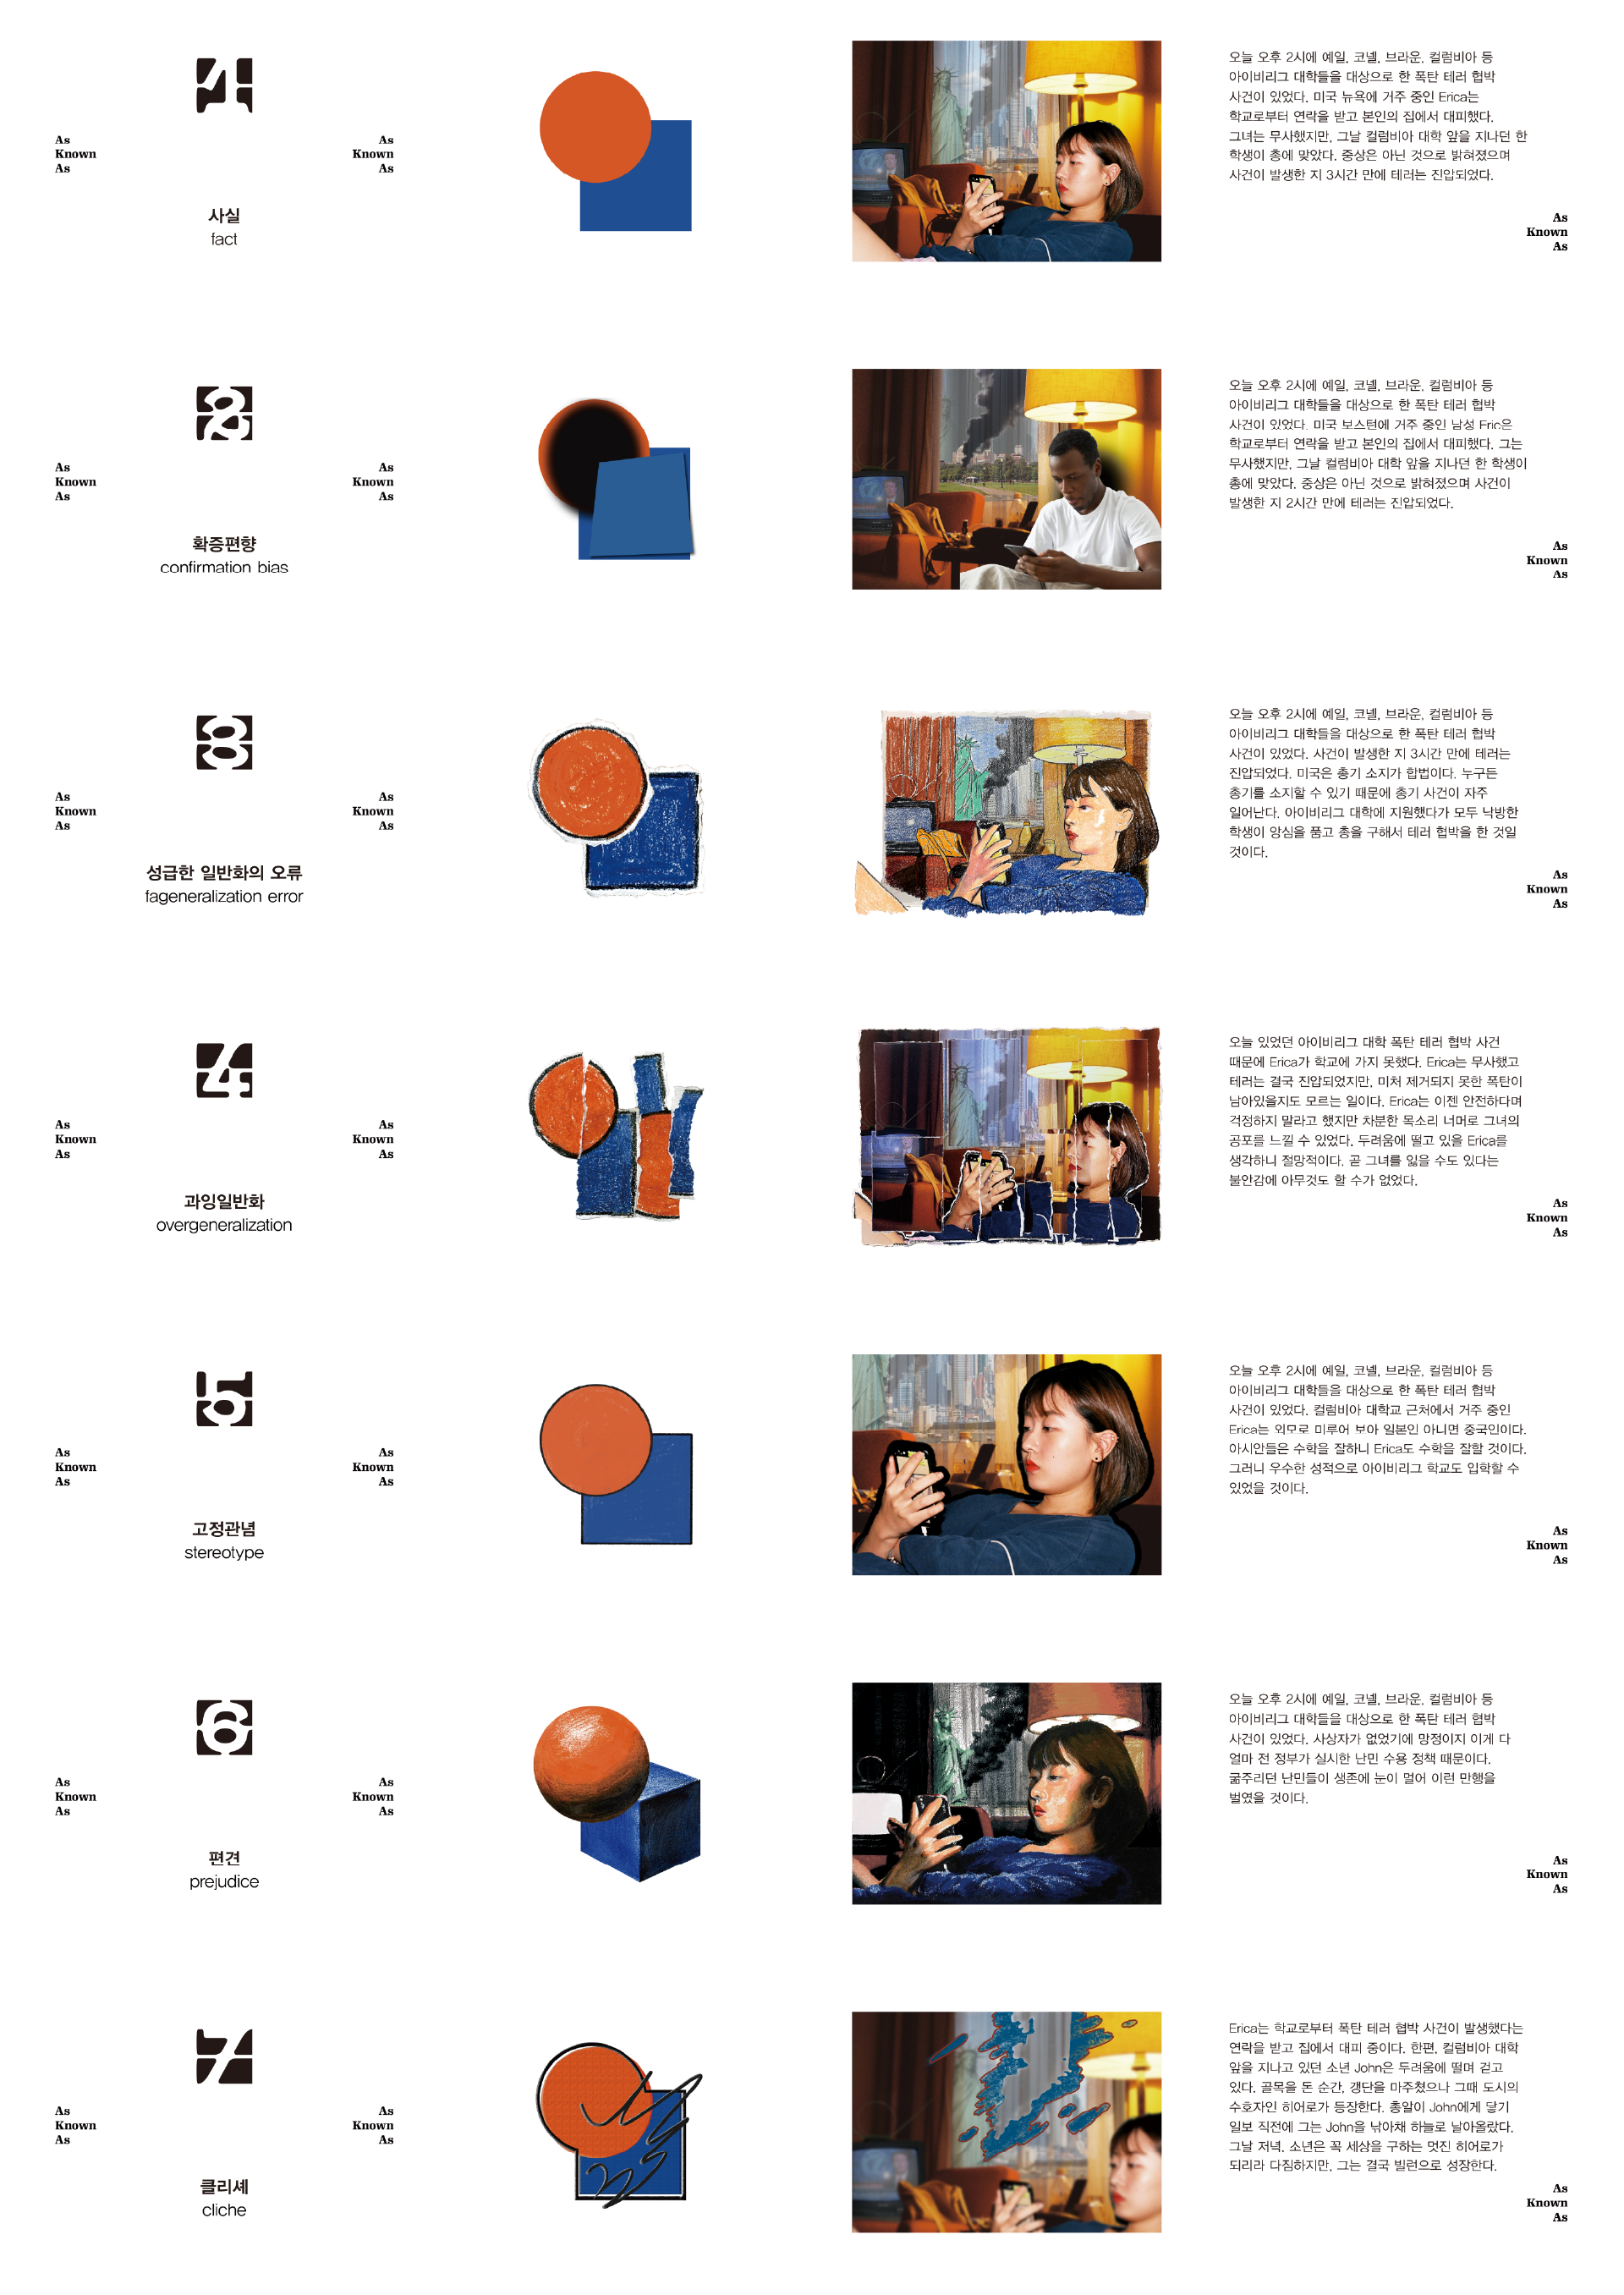 1
As
Known
As
As
Known
As
사실
fact
오늘 오후 2시에 예일, 코넬, 브라운, 컬럼비아 등
아이비리그 대학들을 대상으로 한 폭탄 테러 협박
사건이 있었다. 미국 뉴욕에 거주 중인 Erica는
학교로부터 연락을 받고 본인의 집에서 대피했다.
그녀는 무사했지만, 그날 컬럼비아 대학 앞을 지나던 한
학생이 총에 맞았다. 중상은 아닌 것으로 밝혀졌으며
사건이 발생한 지 3시간 만에 테러는 진압되었다.
As
Known
As
2
As
Known
As
As
Known
As
확증편향
confirmation bias
오늘 오후 2시에 예일, 코넬, 브라운, 컬럼비아 등
아이비리그 대학들을 대상으로 한 폭탄 테러 협박
사건이 있었다. 미국 보스턴에 거주 중인 남성 Eric은
학교로부터 연락을 받고 본인의 집에서 대피했다. 그는
무사했지만, 그날 컬럼비아 대학 앞을 지나던 한 학생이
총에 맞았다. 중상은 아닌 것으로 밝혀졌으며 사건이
발생한 지 2시간 만에 테러는 진압되었다.
As
Known
As
3
As
Known
As
As
Known
As
성급한 일반화의 오류
fageneralization error
오늘 오후 2시에 예일, 코넬, 브라운, 컬럼비아 등
아이비리그 대학들을 대상으로 한 폭탄 테러 협박
사건이 있었다. 사건이 발생한 지 3시간 만에 테러는
진압되었다. 미국은 총기 소지가 합법이다. 누구든
총기를 소지할 수 있기 때문에 총기 사건이 자주
일어난다. 아이비리그 대학에 지원했다가 모두 낙방한
학생이 앙심을 품고 총을 구해서 테러 협박을 한 것일
것이다.
As
Known
As
4
As
Known
As
As
Known
As
과잉일반화
overgeneralization
오늘 있었던 아이비리그 대학 폭탄 테러 협박 사건
때문에 Erica가 학교에 가지 못했다. Erica는 무사했고
테러는 결국 진압되었지만, 미처 제거되지 못한 폭탄이
남아있을지도 모르는 일이다. Erica는 이젠 안전하다며
걱정하지 말라고 했지만 차분한 목소리 너머로 그녀의
공포를 느낄 수 있었다. 두려움에 떨고 있을 Erica를
생각하니 절망적이다. 곧 그녀를 잃을 수도 있다는
불안감에 아무것도 할 수가 없었다.
As
Known
As
5
As
Known
As
As
Known
As
고정관념
stereotype
오늘 오후 2시에 예일, 코넬, 브라운, 컬럼비아 등
아이비리그 대학들을 대상으로 한 폭탄 테러 협박
사건이 있었다. 컬럼비아 대학교 근처에서 거주 중인
Erica는 외모로 미루어 보아 일본인 아니면 중국인이다.
아시안들은 수학을 잘하니 Erica도 수학을 잘할 것이다.
그러니 우수한 성적으로 아이비리그 학교도 입학할 수
있었을 것이다.
As
Known
As
6
As
Known
As
As
Known
As
편견
prejudice
오늘 오후 2시에 예일, 코넬, 브라운, 컬럼비아 등
아이비리그 대학들을 대상으로 한 폭탄 테러 협박
사건이 있었다. 사상자가 없었기에 망정이지 이게 다
얼마 전 정부가 실시한 난민 수용 정책 때문이다.
굶주리던 난민들이 생존에 눈이 멀어 이런 만행을
벌였을 것이다.
As
Known
As
7
As
Known
As
As
Known
As
클리셰
cliche
Erica는 학교로부터 폭탄 테러 협박 사건이 발생했다는
연락을 받고 집에서 대피 중이다. 한편, 컬럼비아 대학
앞을 지나고 있던 소년 John은 두려움에 떨며 걷고
있다. 골목을 돈 순간, 갱단을 마주쳤으나 그때 도시의
수호자인 히어로가 등장한다. 총알이 John에게 닿기
일보 직전에 그는 John을 낚아채 하늘로 날아올랐다.
그날 저녁, 소년은 꼭 세상을 구하는 멋진 히어로가
되리라 다짐하지만, 그는 결국 빌런으로 성장한다.
As
Known
As